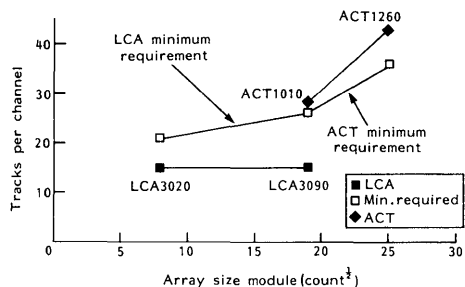 40
30
20
10
0
5
10
15
20
25
30
Tracks per channel
Array size module (count½)
LCA minimum
requirement
ACT1260
ACT1010
ACT minimum
requirement
LCA3020
LCA3090
LCA
Min.required
ACT